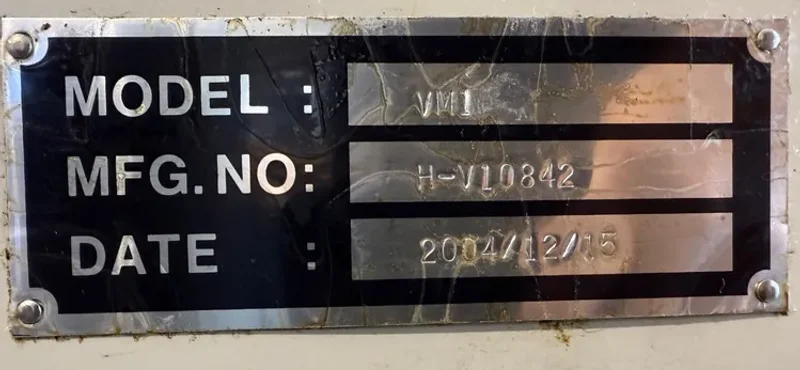 MODEL : VM1
MFG. NO: H-V10842
DATE : 2004/12/15